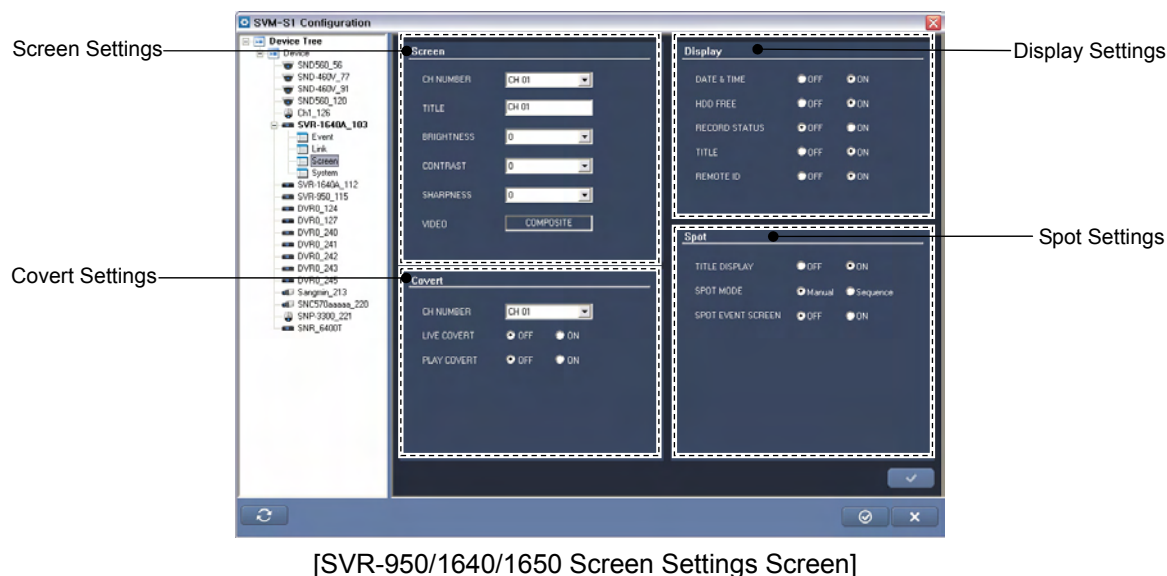 SVM-S1 Configuration
Screen Settings
Covert Settings
Display Settings
Spot Settings
Device Tree
Device
SND560_56
SND-460V_77
SND-460V_91
SND560_120
Ch1_126
SVR-1640A_103
Event
Link
Screen
System
SVR-1640A_112
SVR-950_115
DVR0_124
DVR0_127
DVR0_240
DVR0_241
DVR0_242
DVR0_243
DVR0_245
Sangmin_213
SNC570aaaaa_220
SNP-3300_221
SNR_6400T
Screen
CH NUMBER CH 01
TITLE CH 01
BRIGHTNESS 0
CONTRAST 0
SHARPNESS 0
VIDEO COMPOSITE
Covert
CH NUMBER CH 01
LIVE COVERT OFF ON
PLAY COVERT OFF ON
Display
DATE & TIME OFF ON
HDD FREE OFF ON
RECORD STATUS OFF ON
TITLE OFF ON
REMOTE ID OFF ON
Spot
TITLE DISPLAY OFF ON
SPOT MODE Manual Sequence
SPOT EVENT SCREEN OFF ON
[SVR-950/1640/1650 Screen Settings Screen]